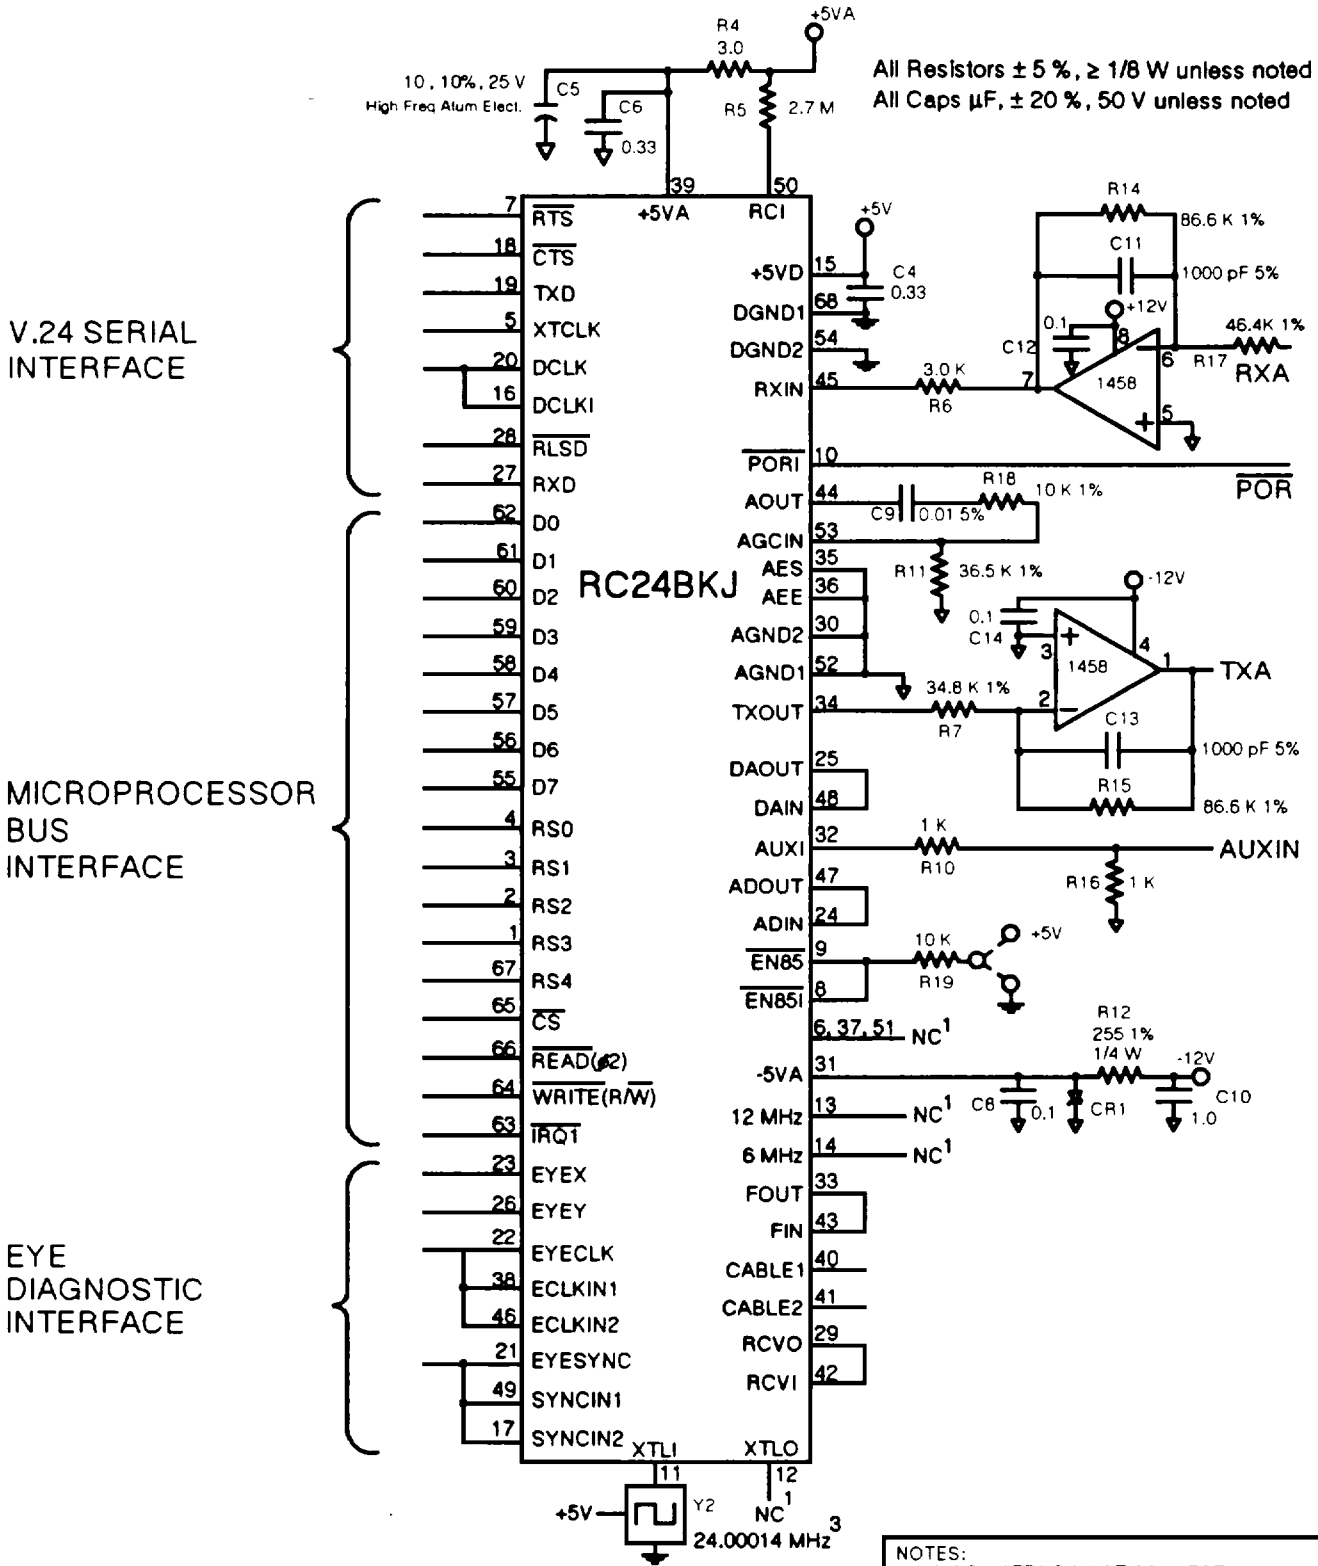 +5VA
R4
3.0
All Resistors ± 5 %, ≥ 1/8 W unless noted
All Caps µF, ± 20 %, 50 V unless noted
10 , 10%, 25 V
High Freq Alum Elect.
C5
C6
0.33
R5
2.7 M
39
50
+5VA
RCI
V.24 SERIAL
INTERFACE
7 RTS
18 CTS
19 TXD
5 XTCLK
20 DCLK
16 DCLKI
28 RLSD
27 RXD
MICROPROCESSOR
BUS
INTERFACE
62 D0
61 D1
60 D2
59 D3
58 D4
57 D5
56 D6
55 D7
4 RS0
3 RS1
2 RS2
1 RS3
67 RS4
65 CS
66 READ(ø2)
64 WRITE(R/W)
63 IRQ1
EYE
DIAGNOSTIC
INTERFACE
23 EYEX
26 EYEY
22 EYECLK
38 ECLKIN1
46 ECLKIN2
21 EYESYNC
49 SYNCIN1
17 SYNCIN2
RC24BKJ
+5VD 15
DGND1 68
DGND2 54
RXIN 45
PORI 10
AOUT 44
AGCIN 53
AES 35
AEE 36
AGND2 30
AGND1 52
TXOUT 34
DAOUT 25
DAIN 48
AUXI 32
ADOUT 47
ADIN 24
EN85 9
EN85I 8
6, 37, 51 NC1
-5VA 31
12 MHz 13 NC1
6 MHz 14 NC1
FOUT 33
FIN 43
CABLE1 40
CABLE2 41
RCVO 29
RCVI 42
+5V
C4
0.33
R14
86.6 K 1%
C11
1000 pF 5%
+12V
0.1
C12
8
6
7
1458
5
46.4K 1%
R17
RXA
3.0 K
R6
POR
R18
10 K 1%
C9
0.01 5%
R11
36.5 K 1%
-12V
0.1
C14
3
4
1458
1
TXA
2
34.8 K 1%
R7
C13
1000 pF 5%
R15
86.6 K 1%
1 K
R10
AUXIN
R16
1 K
10 K
R19
+5V
R12
255 1%
1/4 W
-12V
C8
0.1
CR1
C10
1.0
XTLI
XTLO
11
12
+5V
Y2
NC1
24.00014 MHz3
NOTES: